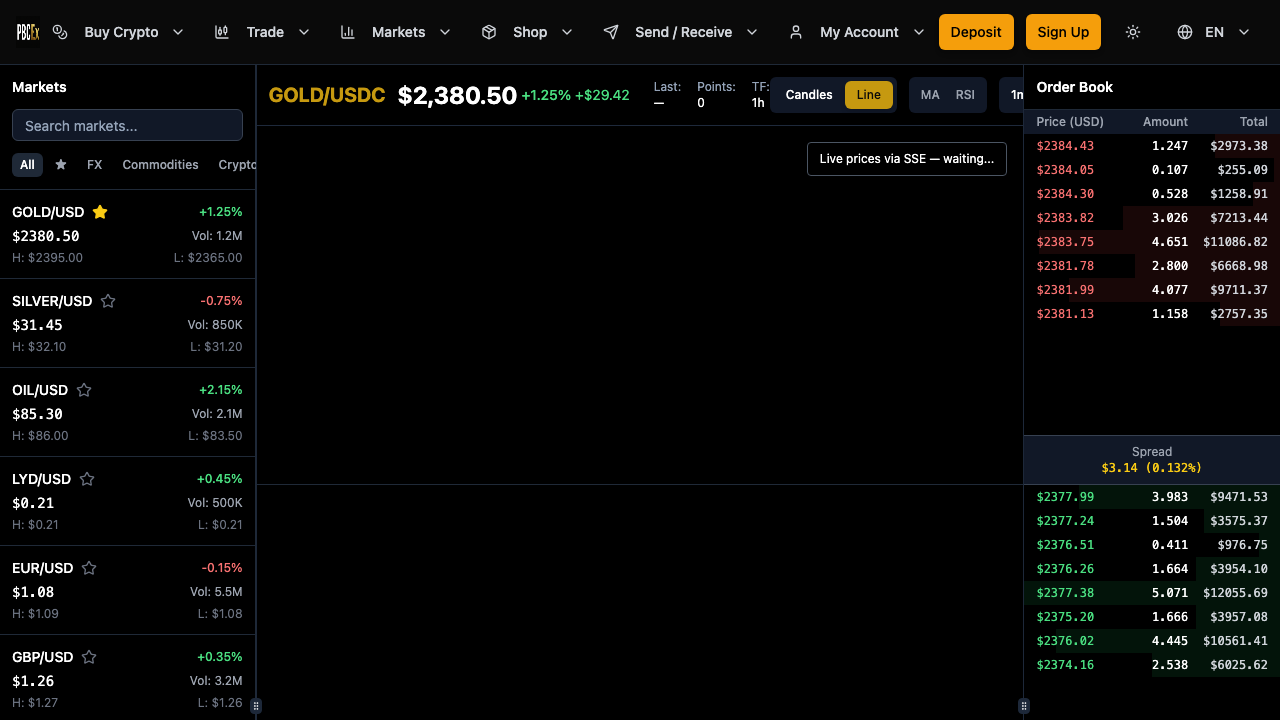 PBCEx Buy Crypto Trade Markets Shop Send / Receive My Account Deposit Sign Up EN
Markets
Search markets...
All FX Commodities Crypto
GOLD/USD +1.25%
$2380.50 Vol: 1.2M
H: $2395.00 L: $2365.00
SILVER/USD -0.75%
$31.45 Vol: 850K
H: $32.10 L: $31.20
OIL/USD +2.15%
$85.30 Vol: 2.1M
H: $86.00 L: $83.50
LYD/USD +0.45%
$0.21 Vol: 500K
H: $0.21 L: $0.21
EUR/USD -0.15%
$1.08 Vol: 5.5M
H: $1.09 L: $1.08
GBP/USD +0.35%
$1.26 Vol: 3.2M
H: $1.27 L: $1.26
GOLD/USDC $2,380.50 +1.25% +$29.42
Last: Points: TF:
— 0 1h
Candles Line MA RSI 1m
Live prices via SSE — waiting...
Order Book
Price (USD) Amount Total
$2384.43 1.247 $2973.38
$2384.05 0.107 $255.09
$2384.30 0.528 $1258.91
$2383.82 3.026 $7213.44
$2383.75 4.651 $11086.82
$2381.78 2.800 $6668.98
$2381.99 4.077 $9711.37
$2381.13 1.158 $2757.35
Spread
$3.14 (0.132%)
$2377.99 3.983 $9471.53
$2377.24 1.504 $3575.37
$2376.51 0.411 $976.75
$2376.26 1.664 $3954.10
$2377.38 5.071 $12055.69
$2375.20 1.666 $3957.08
$2376.02 4.445 $10561.41
$2374.16 2.538 $6025.62